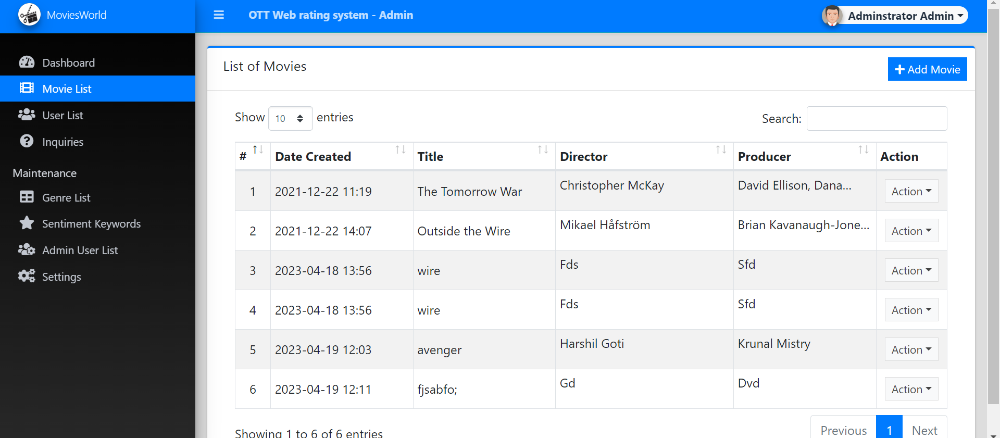 MoviesWorld
OTT Web rating system - Admin
Adminstrator Admin
Dashboard
Movie List
User List
Inquiries
Maintenance
Genre List
Sentiment Keywords
Admin User List
Settings
List of Movies
Add Movie
Show 10 entries
Search:
# Date Created Title Director Producer Action
1 2021-12-22 11:19 The Tomorrow War Christopher McKay David Ellison, Dana... Action
2 2021-12-22 14:07 Outside the Wire Mikael Håfström Brian Kavanaugh-Jone... Action
3 2023-04-18 13:56 wire Fds Sfd Action
4 2023-04-18 13:56 wire Fds Sfd Action
5 2023-04-19 12:03 avenger Harshil Goti Krunal Mistry Action
6 2023-04-19 12:11 fjsabfo; Gd Dvd Action
Showing 1 to 6 of 6 entries
Previous 1 Next